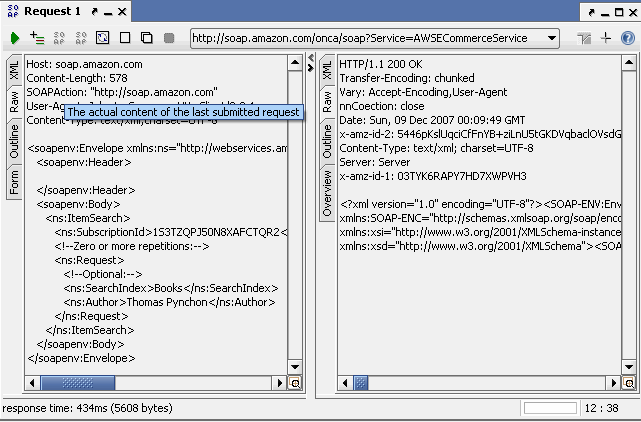 Request 1
http://soap.amazon.com/onca/soap?Service=AWSECommerceService
XML
Raw
Outline
Form
Host: soap.amazon.com
Content-Length: 578
SOAPAction: "http://soap.amazon.com"
User-Ag
The actual content of the last submitted request
Content-Type: text/xml;charset=UTF-8
<soapenv:Envelope xmlns:ns="http://webservices.am
<soapenv:Header>
</soapenv:Header>
<soapenv:Body>
<ns:ItemSearch>
<ns:SubscriptionId>1S3TZQPJ50N8XAFCTQR2<
<!--Zero or more repetitions:-->
<ns:Request>
<!--Optional:-->
<ns:SearchIndex>Books</ns:SearchIndex>
<ns:Author>Thomas Pynchon</ns:Author>
</ns:Request>
</ns:ItemSearch>
</soapenv:Body>
</soapenv:Envelope>
XML
Raw
Outline
Overview
HTTP/1.1 200 OK
Transfer-Encoding: chunked
Vary: Accept-Encoding,User-Agent
nnCoection: close
Date: Sun, 09 Dec 2007 00:09:49 GMT
x-amz-id-2: 5446pKslUqciCfFnYB+ziLnU5tGKDVqbaclOVsdG
Content-Type: text/xml; charset=UTF-8
Server: Server
x-amz-id-1: 03TYK6RAPY7HD7XWPVH3
<?xml version="1.0" encoding="UTF-8"?><SOAP-ENV:Env
xmlns:SOAP-ENC="http://schemas.xmlsoap.org/soap/enco
xmlns:xsi="http://www.w3.org/2001/XMLSchema-instance
xmlns:xsd="http://www.w3.org/2001/XMLSchema"><SO
response time: 434ms (5608 bytes)
12 : 38